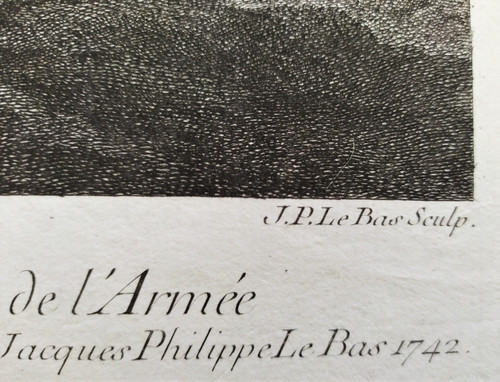 J.P. Le Bas Sculp.
de l'Armée
Jacques Philippe Le Bas 1742.